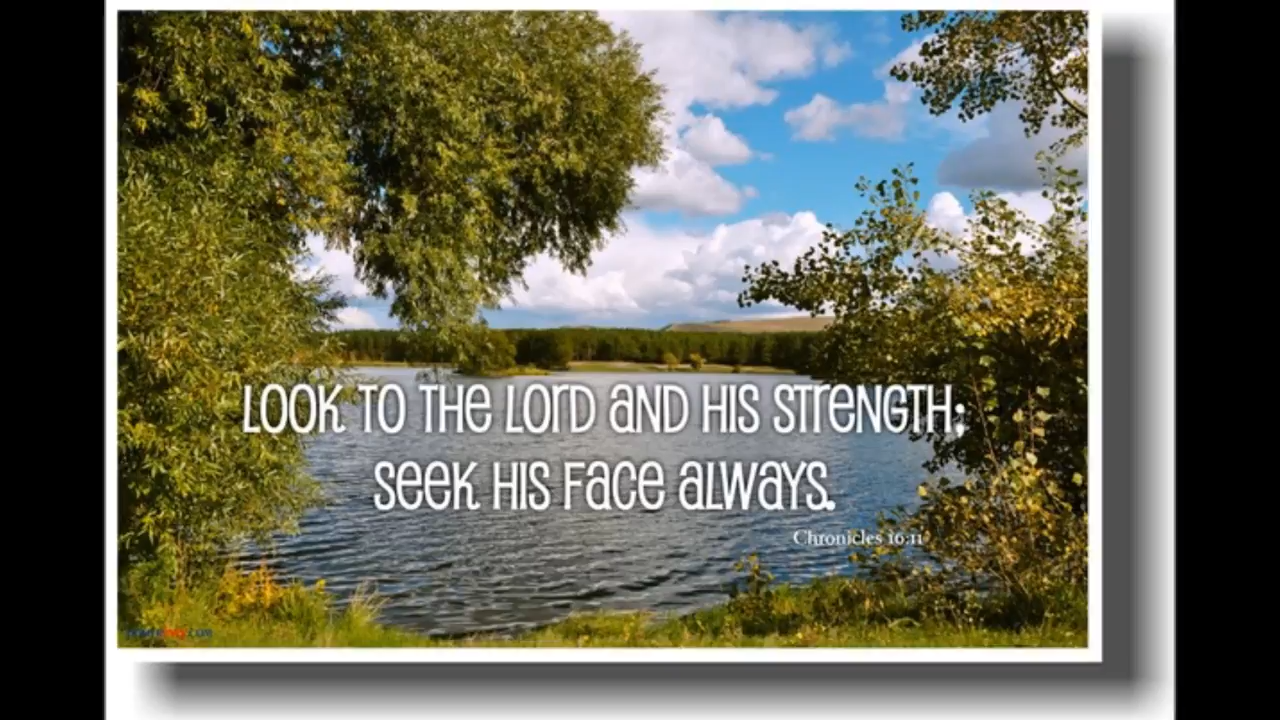 LOOK TO THE LORD AND HIS STRENGTH;
SEEK HIS FACE ALWAYS.
Chronicles 16:11